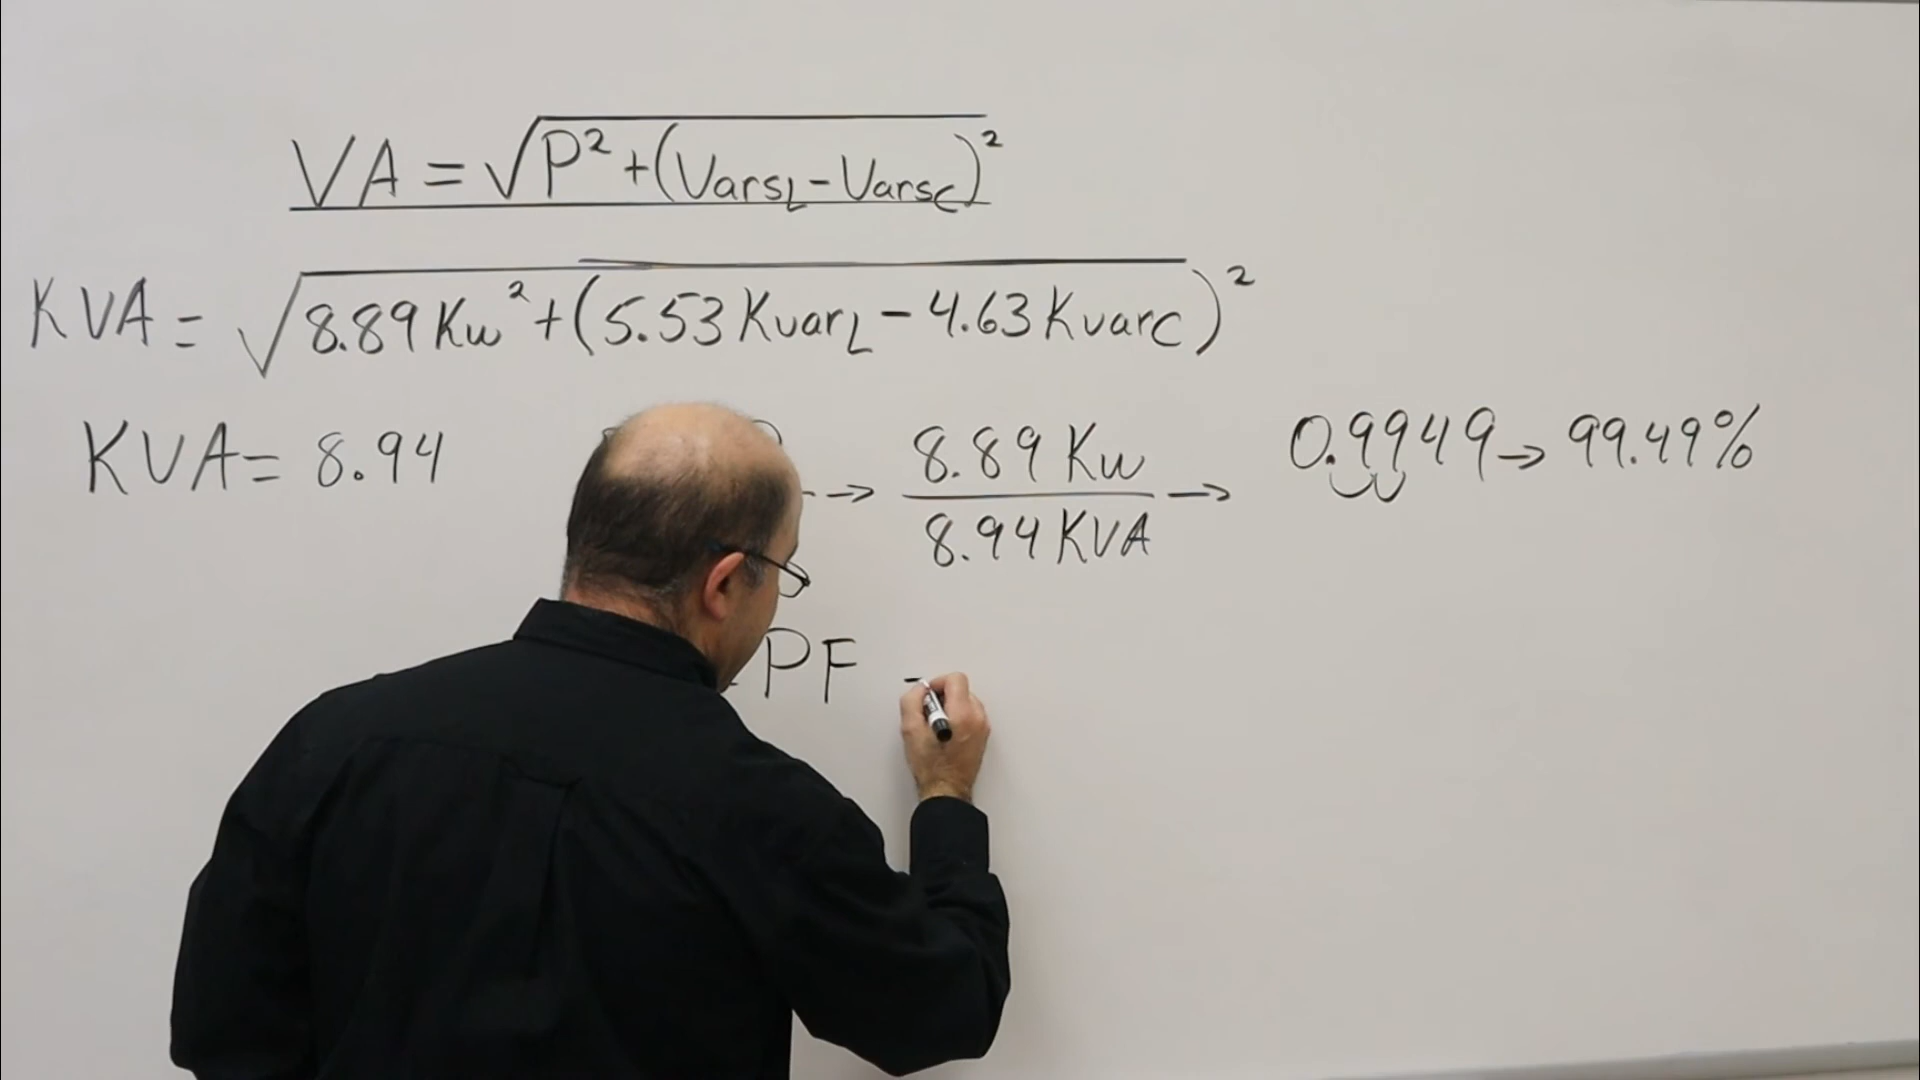 VA = √P² + (VarsL - Varsc)²
KVA = √8.89 Kw² + (5.53 KvarL - 4.63 KvarC)²
KVA = 8.94 → 8.89 Kw / 8.94 KVA → 0.9949 → 99.49%
PF -